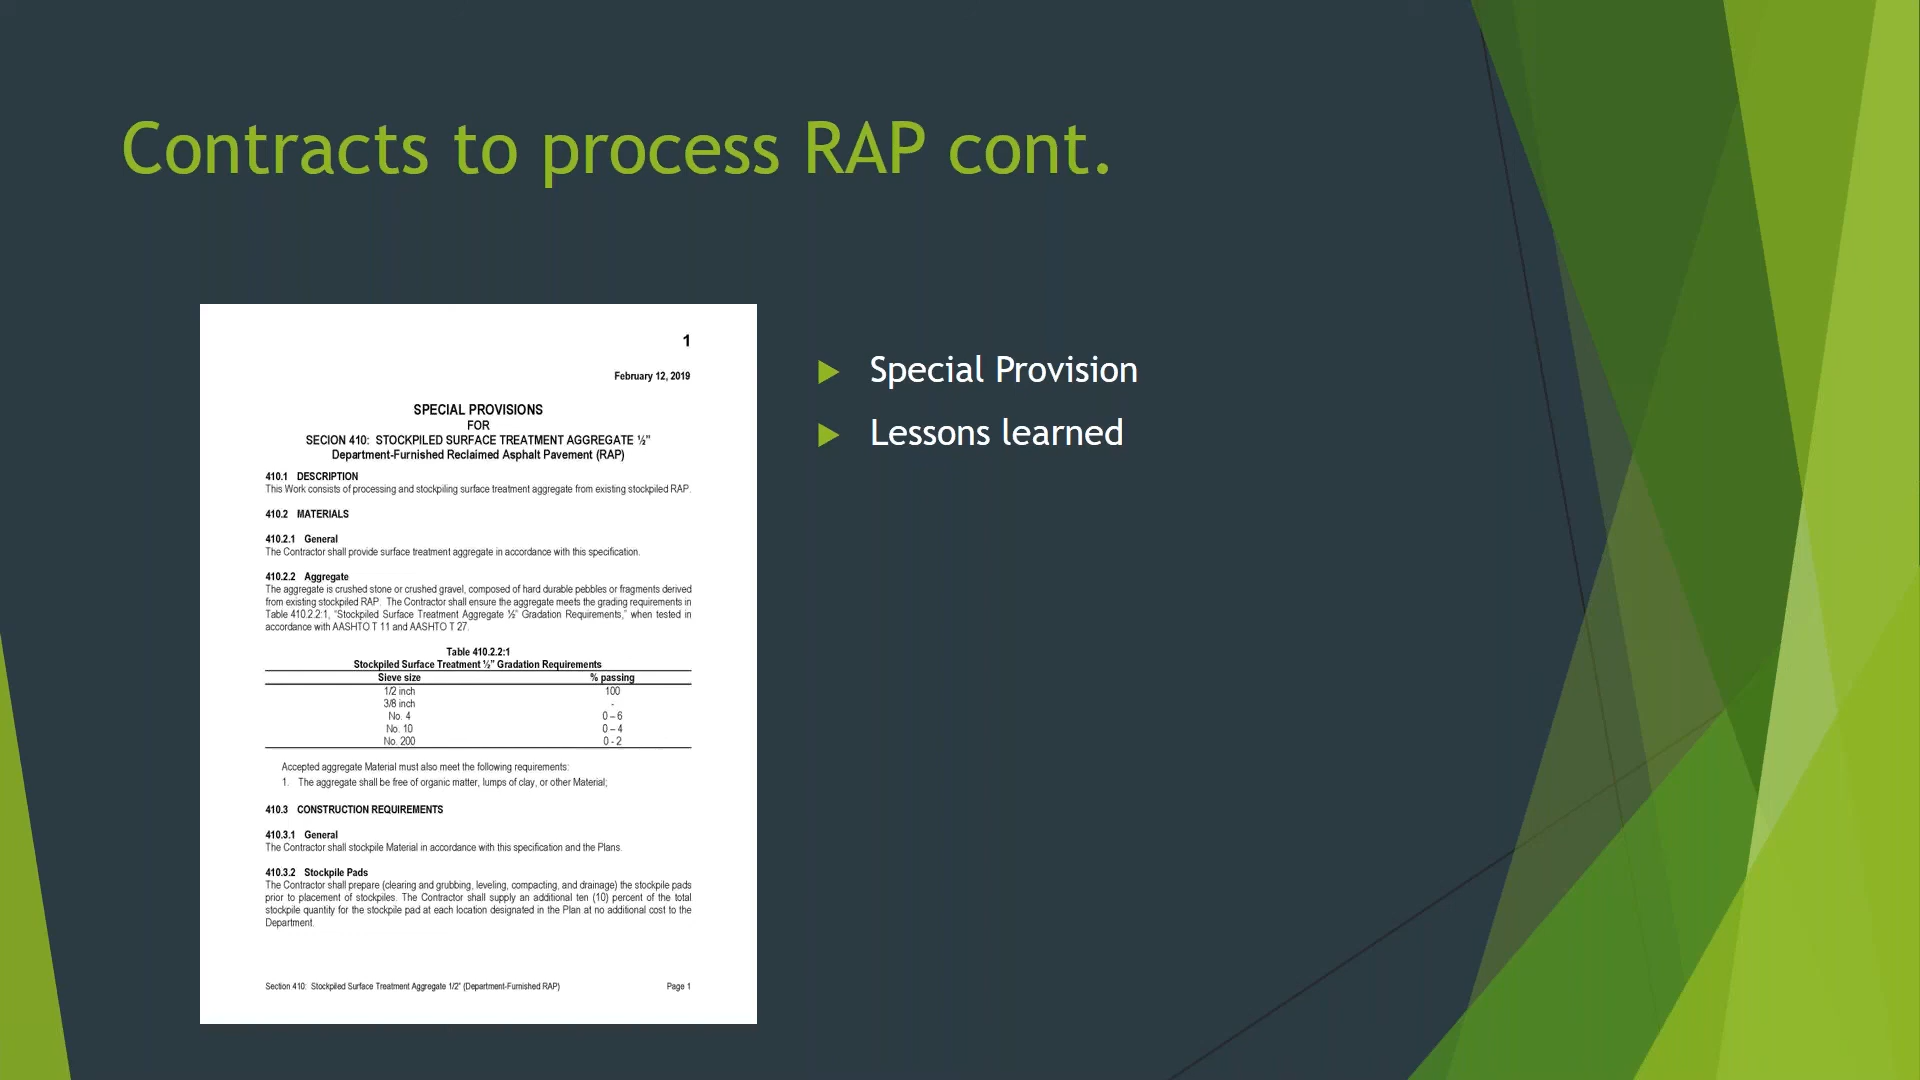 Contracts to process RAP cont.
1
February 12, 2019
SPECIAL PROVISIONS
FOR
SECION 410: STOCKPILED SURFACE TREATMENT AGGREGATE ½"
Department-Furnished Reclaimed Asphalt Pavement (RAP)
410.1 DESCRIPTION
This Work consists of processing and stockpiling surface treatment aggregate from existing stockpiled RAP.
410.2 MATERIALS
410.2.1 General
The Contractor shall provide surface treatment aggregate in accordance with this specification.
410.2.2 Aggregate
The aggregate is crushed stone or crushed gravel, composed of hard durable pebbles or fragments derived
from existing stockpiled RAP. The Contractor shall ensure the aggregate meets the grading requirements in
Table 410.2.2:1, “Stockpiled Surface Treatment Aggregate ½” Gradation Requirements,” when tested in
accordance with AASHTO T 11 and AASHTO T 27.
Table 410.2.2:1
Stockpiled Surface Treatment ½” Gradation Requirements
Sieve size % passing
1/2 inch 100
3/8 inch -
No. 4 0 – 6
No. 10 0 – 4
No. 200 0 - 2
Accepted aggregate Material must also meet the following requirements:
1. The aggregate shall be free of organic matter, lumps of clay, or other Material;
410.3 CONSTRUCTION REQUIREMENTS
410.3.1 General
The Contractor shall stockpile Material in accordance with this specification and the Plans.
410.3.2 Stockpile Pads
The Contractor shall prepare (clearing and grubbing, leveling, compacting, and drainage) the stockpile pads
prior to placement of stockpiles. The Contractor shall supply an additional ten (10) percent of the total
stockpile quantity for the stockpile pad at each location designated in the Plan at no additional cost to the
Department.
Section 410: Stockpiled Surface Treatment Aggregate 1/2” (Department-Furnished RAP) Page 1
Special Provision
Lessons learned